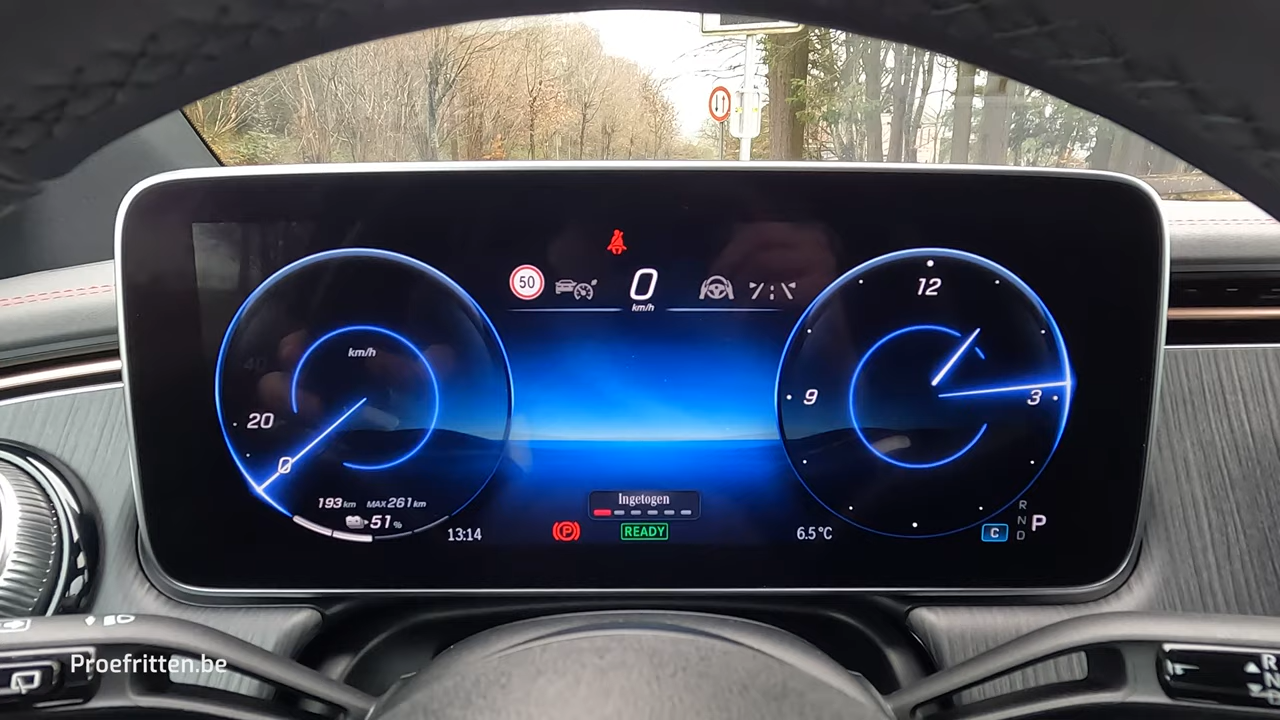 50
0
km/h
km/h
40
20
0
193 km MAX 261 km
51 %
13:14
Ingetogen
READY
P
6.5°C
12
9
3
C
R
N
D
P
Proefritten.be
R
N